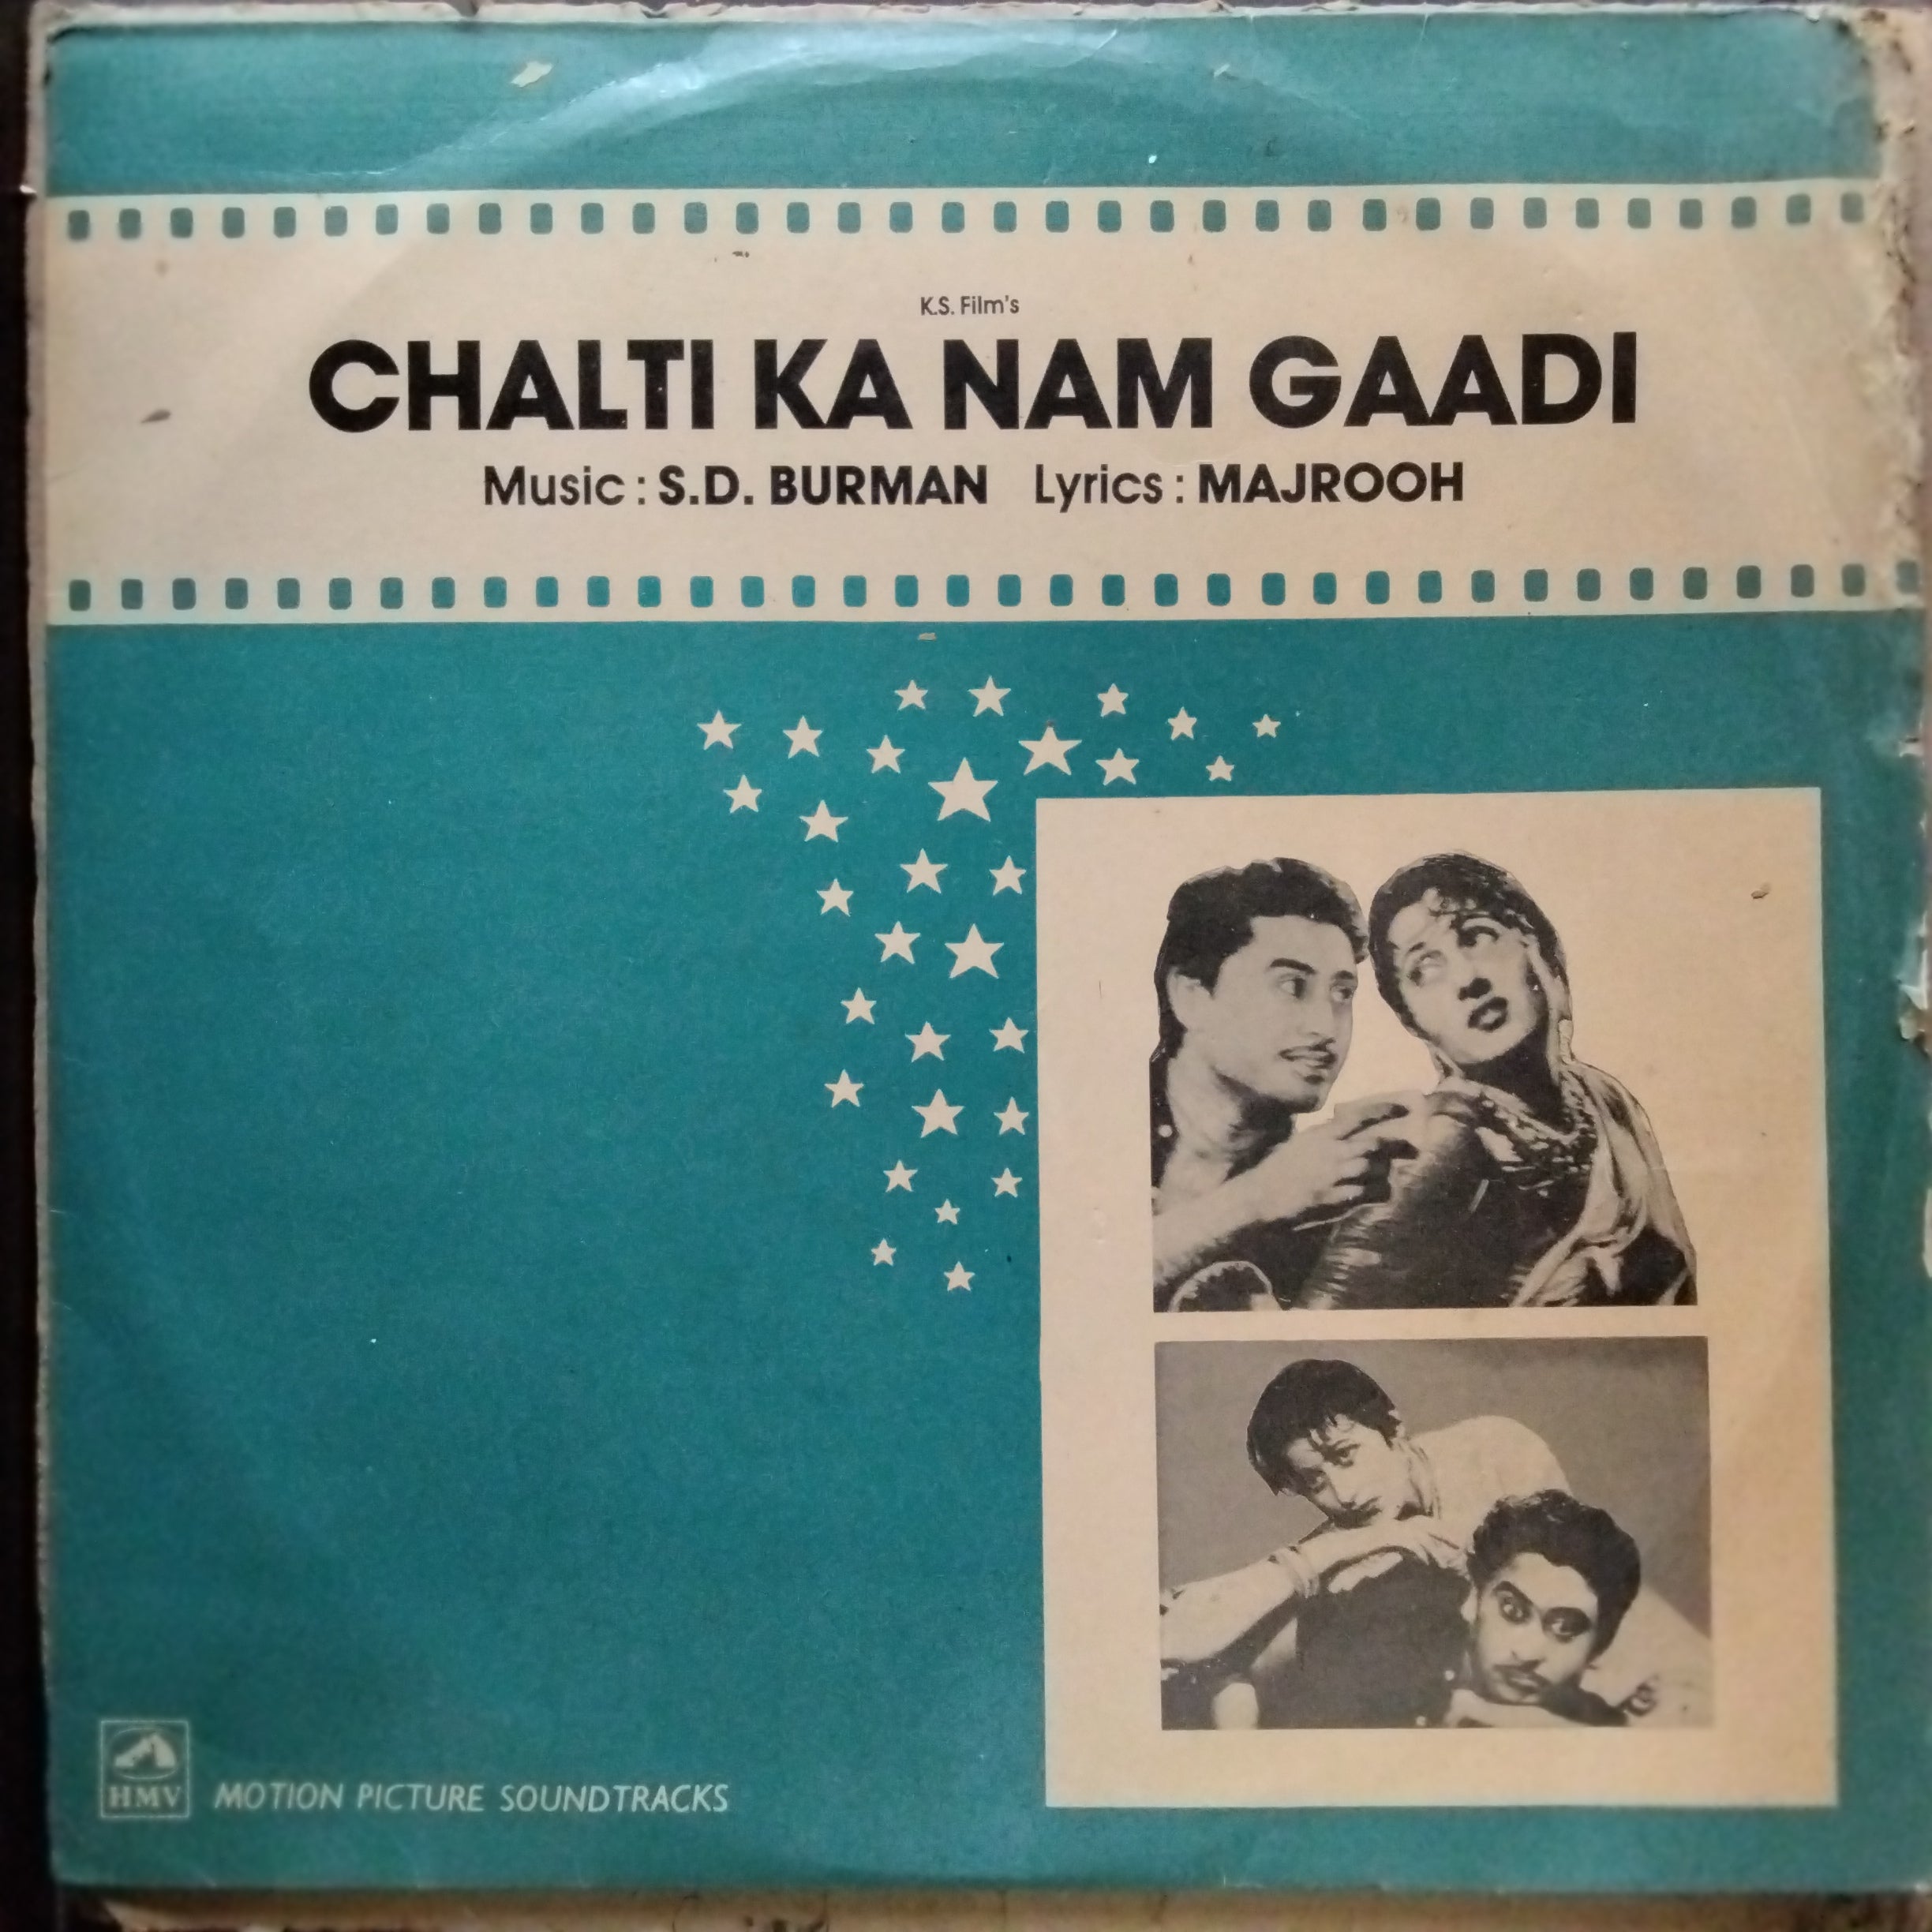 K.S. Film's
CHALTI KA NAM GAADI
Music : S.D. BURMAN Lyrics : MAJROOH
HMV
MOTION PICTURE SOUNDTRACKS